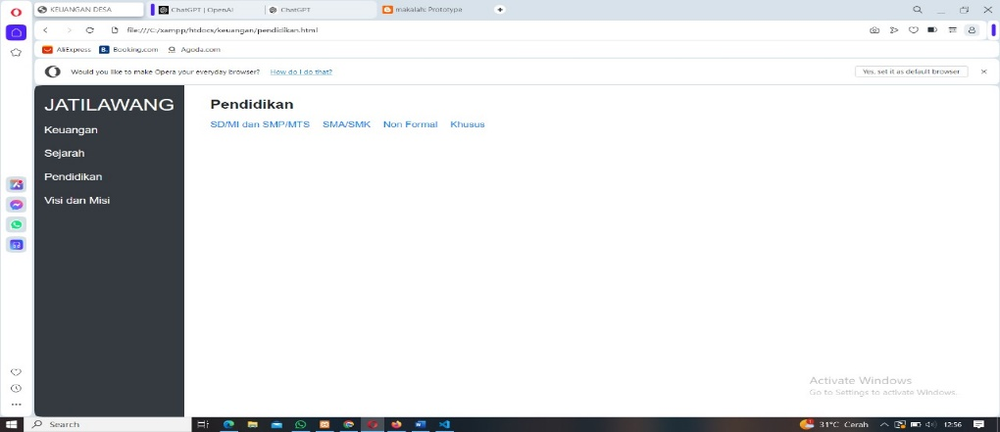 KEUANGAN DESA
ChatGPT | OpenAI
ChatGPT
makalah: Prototype
file:///C:/xampp/htdocs/keuangan/pendidikan.html
AliExpress
B. Booking.com
Agoda.com
Would you like to make Opera your everyday browser? How do I do that?
Yes, set it as default browser
JATILAWANG
Keuangan
Sejarah
Pendidikan
Visi dan Misi
Pendidikan
SD/MI dan SMP/MTS SMA/SMK Non Formal Khusus
Activate Windows
Go to Settings to activate Windows.
Search
31°C Cerah
12:56